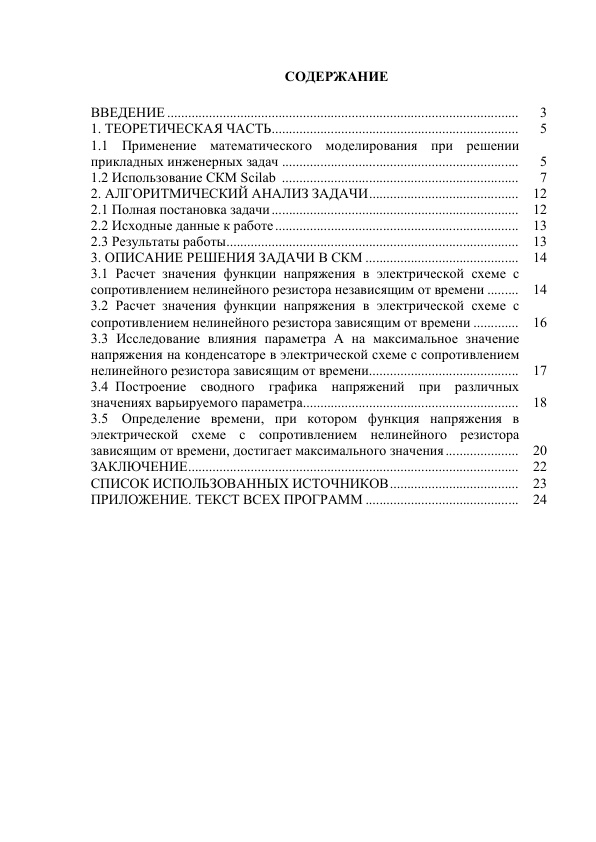 СОДЕРЖАНИЕ
ВВЕДЕНИЕ ........................................................................................................ 3
1. ТЕОРЕТИЧЕСКАЯ ЧАСТЬ....................................................................... 5
1.1 Применение математического моделирования при решении
прикладных инженерных задач .................................................................... 5
1.2 Использование СКМ Scilab .................................................................... 7
2. АЛГОРИТМИЧЕСКИЙ АНАЛИЗ ЗАДАЧИ........................................... 12
2.1 Полная постановка задачи ....................................................................... 12
2.2 Исходные данные к работе ...................................................................... 13
2.3 Результаты работы.................................................................................... 13
3. ОПИСАНИЕ РЕШЕНИЯ ЗАДАЧИ В СКМ ............................................ 14
3.1 Расчет значения функции напряжения в электрической схеме с
сопротивлением нелинейного резистора независящим от времени ......... 14
3.2 Расчет значения функции напряжения в электрической схеме с
сопротивлением нелинейного резистора зависящим от времени ............. 16
3.3 Исследование влияния параметра А на максимальное значение
напряжения на конденсаторе в электрической схеме с сопротивлением
нелинейного резистора зависящим от времени........................................... 17
3.4 Построение сводного графика напряжений при различных
значениях варьируемого параметра.............................................................. 18
3.5 Определение времени, при котором функция напряжения в
электрической схеме с сопротивлением нелинейного резистора
зависящим от времени, достигает максимального значения ..................... 20
ЗАКЛЮЧЕНИЕ............................................................................................... 22
СПИСОК ИСПОЛЬЗОВАННЫХ ИСТОЧНИКОВ..................................... 23
ПРИЛОЖЕНИЕ. ТЕКСТ ВСЕХ ПРОГРАММ ............................................ 24